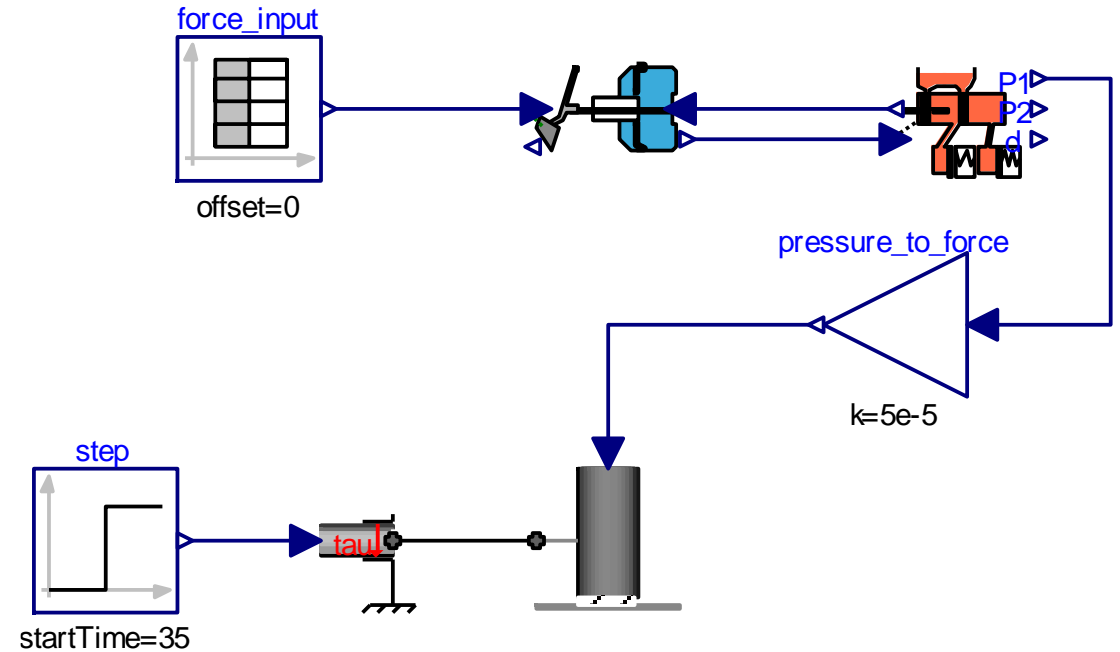 force_input
offset=0
P1
P2
d
pressure_to_force
k=5e-5
step
tau
startTime=35